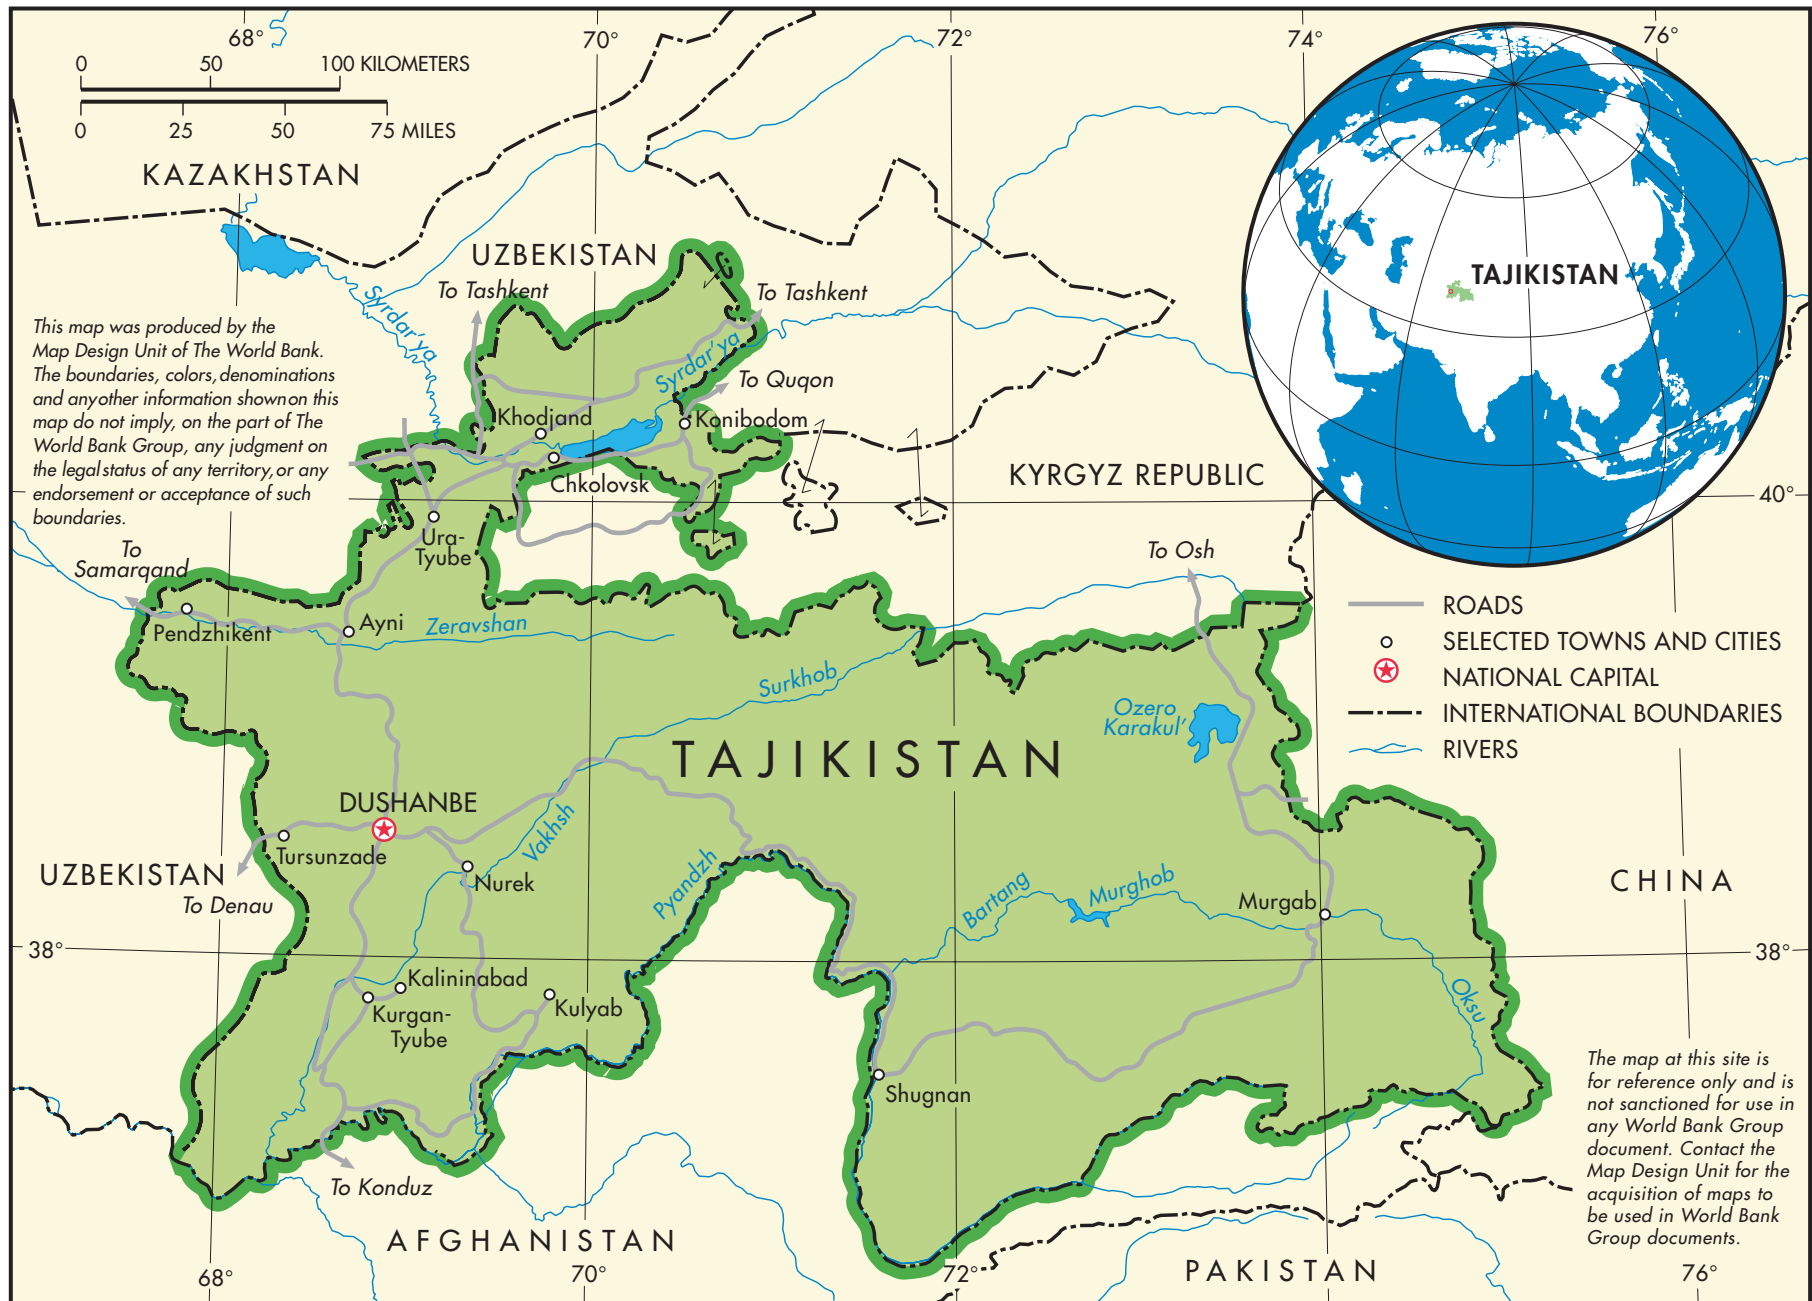 68°
70°
72°
74°
76°
0 50 100 KILOMETERS
0 25 50 75 MILES
KAZAKHSTAN
UZBEKISTAN
To Tashkent
To Tashkent
Syrdar'ya
Syrdar'ya
To Quqon
TAJIKISTAN
This map was produced by the
Map Design Unit of The World Bank.
The boundaries, colors, denominations
and any other information shown on this
map do not imply, on the part of The
World Bank Group, any judgment on
the legal status of any territory, or any
endorsement or acceptance of such
boundaries.
Khodjand
Konibodom
Chkolovsk
KYRGYZ REPUBLIC
40°
Ura-
Tyube
To
Samarqand
To Osh
Pendzhikent
Ayni
Zeravshan
Surkhob
Ozero
Karakul'
ROADS
SELECTED TOWNS AND CITIES
NATIONAL CAPITAL
INTERNATIONAL BOUNDARIES
RIVERS
TAJIKISTAN
DUSHANBE
Tursunzade
Vakhsh
Nurek
UZBEKISTAN
To Denau
Pyandzh
Bartang
Murghob
Murgab
CHINA
38°
38°
Kalininabad
Kurgan-
Tyube
Kulyab
Oksu
Shugnan
The map at this site is
for reference only and is
not sanctioned for use in
any World Bank Group
document. Contact the
Map Design Unit for the
acquisition of maps to
be used in World Bank
Group documents.
To Konduz
AFGHANISTAN
PAKISTAN
68°
70°
72°
76°